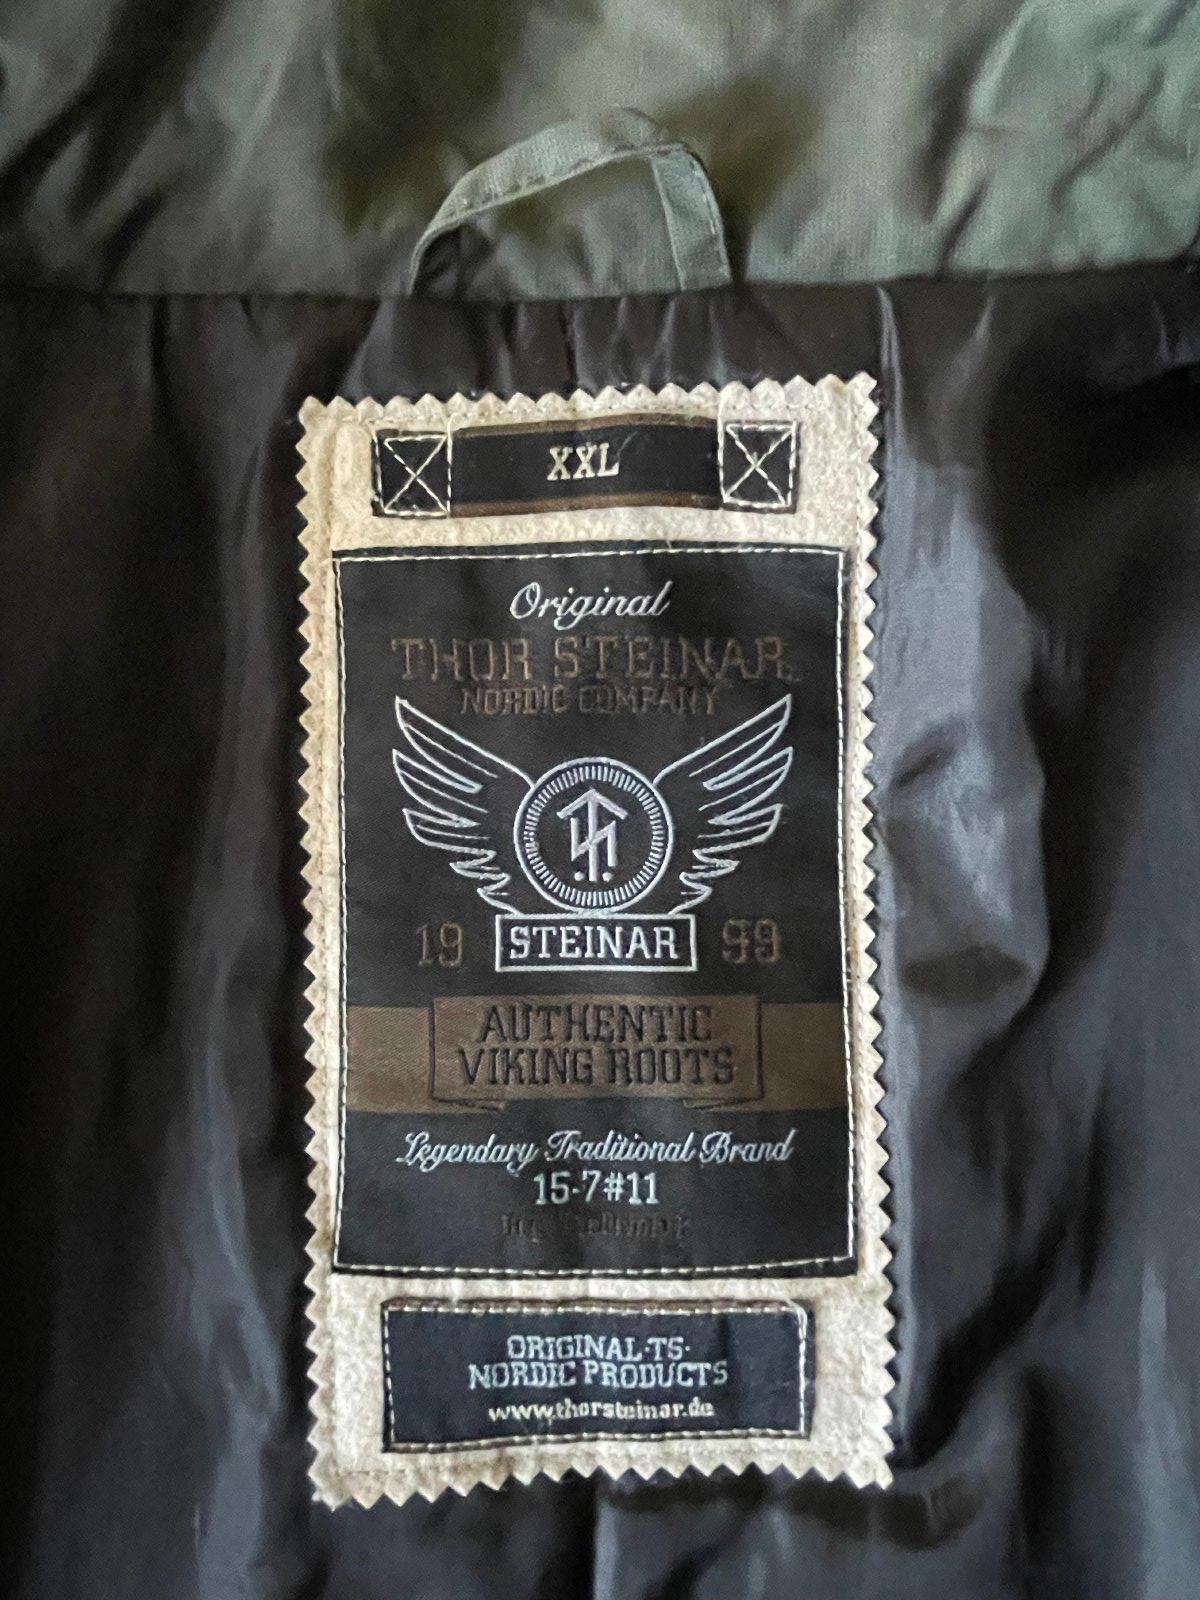 XXL
Original
THOR STEINAR
NORDIC COMPANY
19 STEINAR 99
AUTHENTIC
VIKING ROOTS
Legendary Traditional Brand
15-7#11
ORIGINAL·TS·
NORDIC PRODUCTS
www.thorsteinar.de